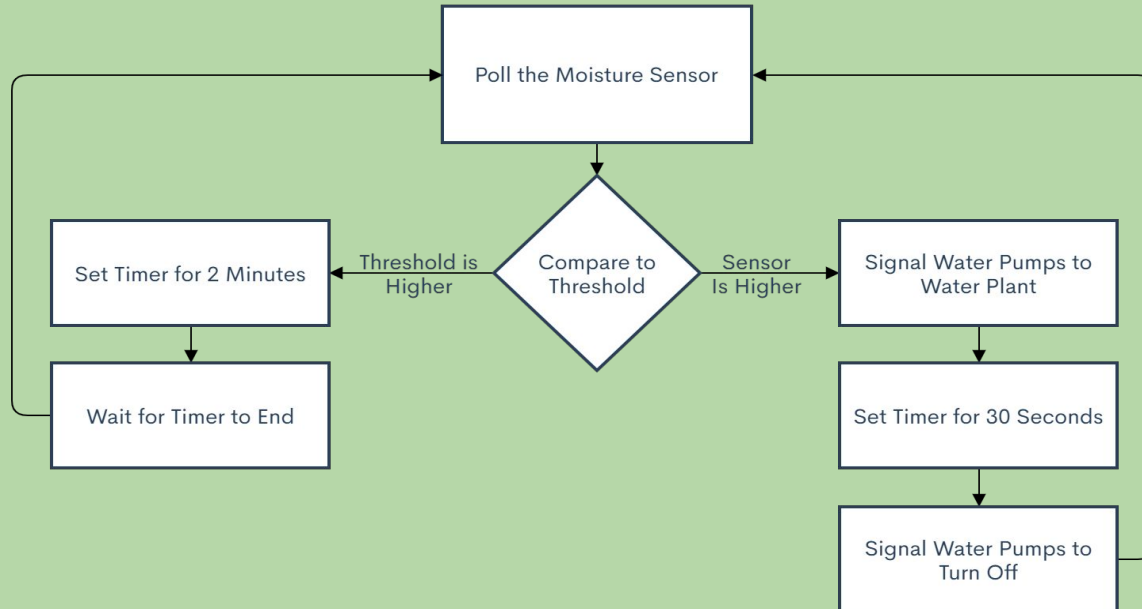 Poll the Moisture Sensor
Threshold is
Higher
Compare to
Threshold
Sensor
Is Higher
Set Timer for 2 Minutes
Signal Water Pumps to
Water Plant
Wait for Timer to End
Set Timer for 30 Seconds
Signal Water Pumps to
Turn Off